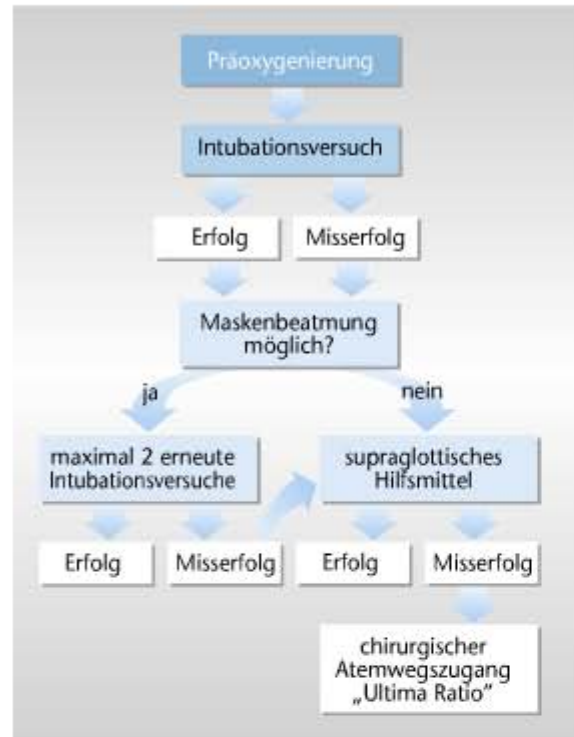 Präoxygenierung
Intubationsversuch
Erfolg
Misserfolg
Maskenbeatmung
möglich?
ja
nein
maximal 2 erneute
Intubationsversuche
supraglottisches
Hilfsmittel
Erfolg
Misserfolg
Erfolg
Misserfolg
chirurgischer
Atemwegszugang
„Ultima Ratio“